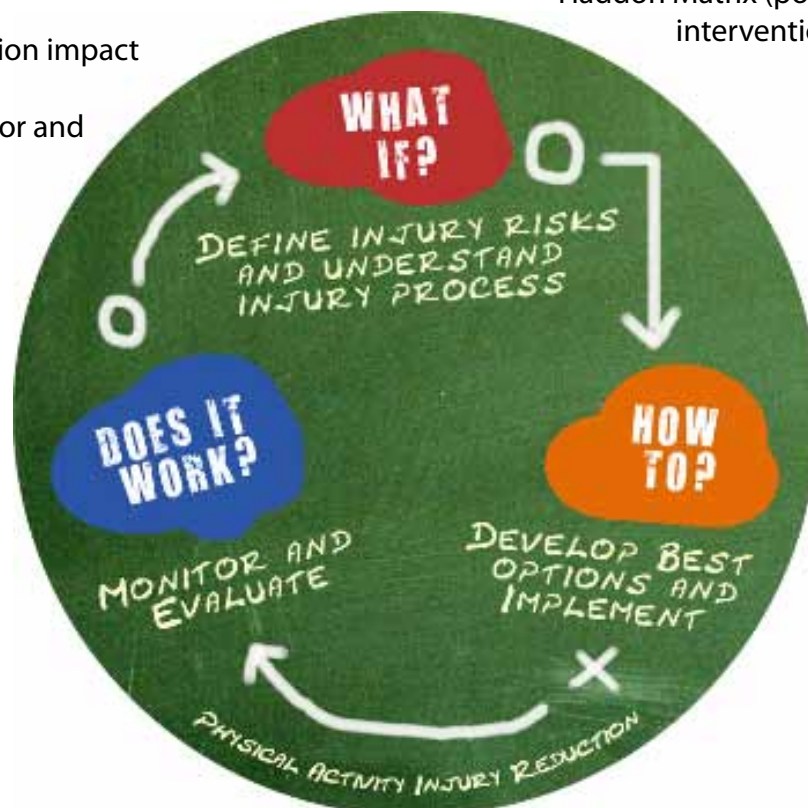 Haddon Matrix
interventio
ion impact
or and
WHAT
IF?
DEFINE INJURY RISKS
AND UNDERSTAND
INJURY PROCESS
HOW
TO?
DEVELOP BEST
OPTIONS AND
IMPLEMENT
DOES IT
WORK?
MONITOR AND
EVALUATE
PHYSICAL ACTIVITY INJURY REDUCTION